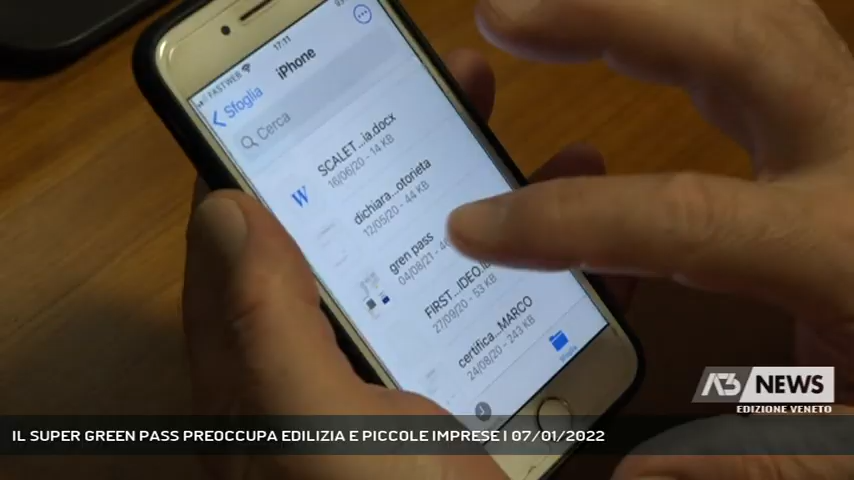 FASTWEB 17:11
Sfoglia iPhone
Cerca
SCALET...ia.docx
16/06/20 - 14 KB
W
dichiara...otorieta
12/05/20 - 44 KB
gren pass
04/08/21
FIRST...IDEO.
27/09/20 - 53 KB
certifica...MARCO
24/08/20 - 243 KB
Sfoglia
A3 NEWS
EDIZIONE VENETO
IL SUPER GREEN PASS PREOCCUPA EDILIZIA E PICCOLE IMPRESE | 07/01/2022